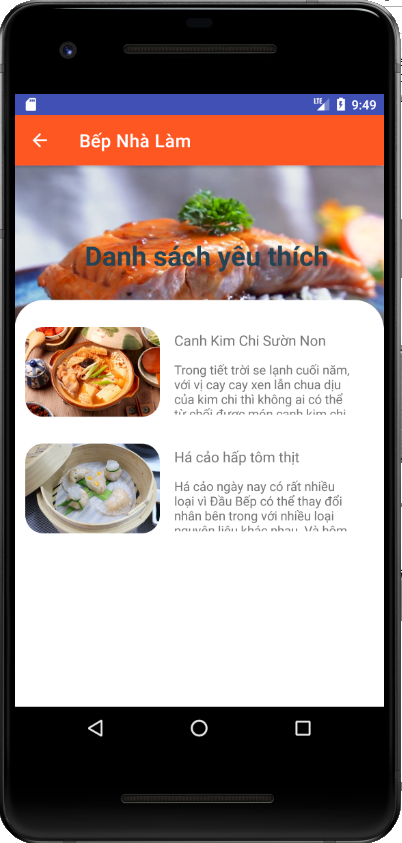 LTE 9:49
Bếp Nhà Làm
Danh sách yêu thích
Canh Kim Chi Sườn Non
Trong tiết trời se lạnh cuối năm,
với vị cay cay xen lẫn chua dịu
của kim chi thì không ai có thể
từ chối được món canh kim chi
Há cảo hấp tôm thịt
Há cảo ngày nay có rất nhiều
loại vì Đầu Bếp có thể thay đổi
nhân bên trong với nhiều loại
nguyên liệu khác nhau. Và hôm